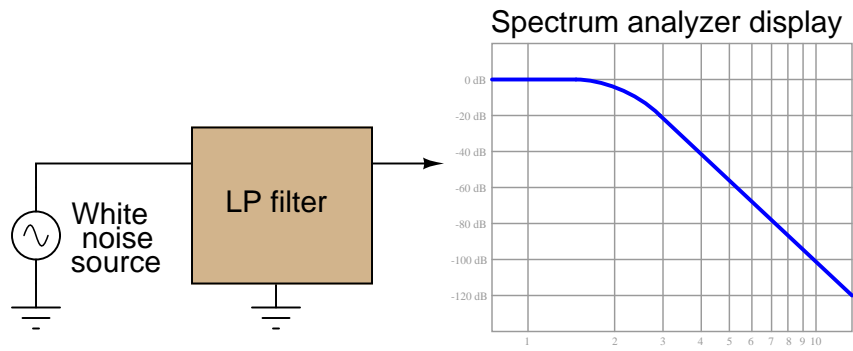 Spectrum analyzer display
0 dB
-20 dB
-40 dB
-60 dB
-80 dB
-100 dB
-120 dB
1 2 3 4 5 6 7 8 9 10
LP filter
White
noise
source